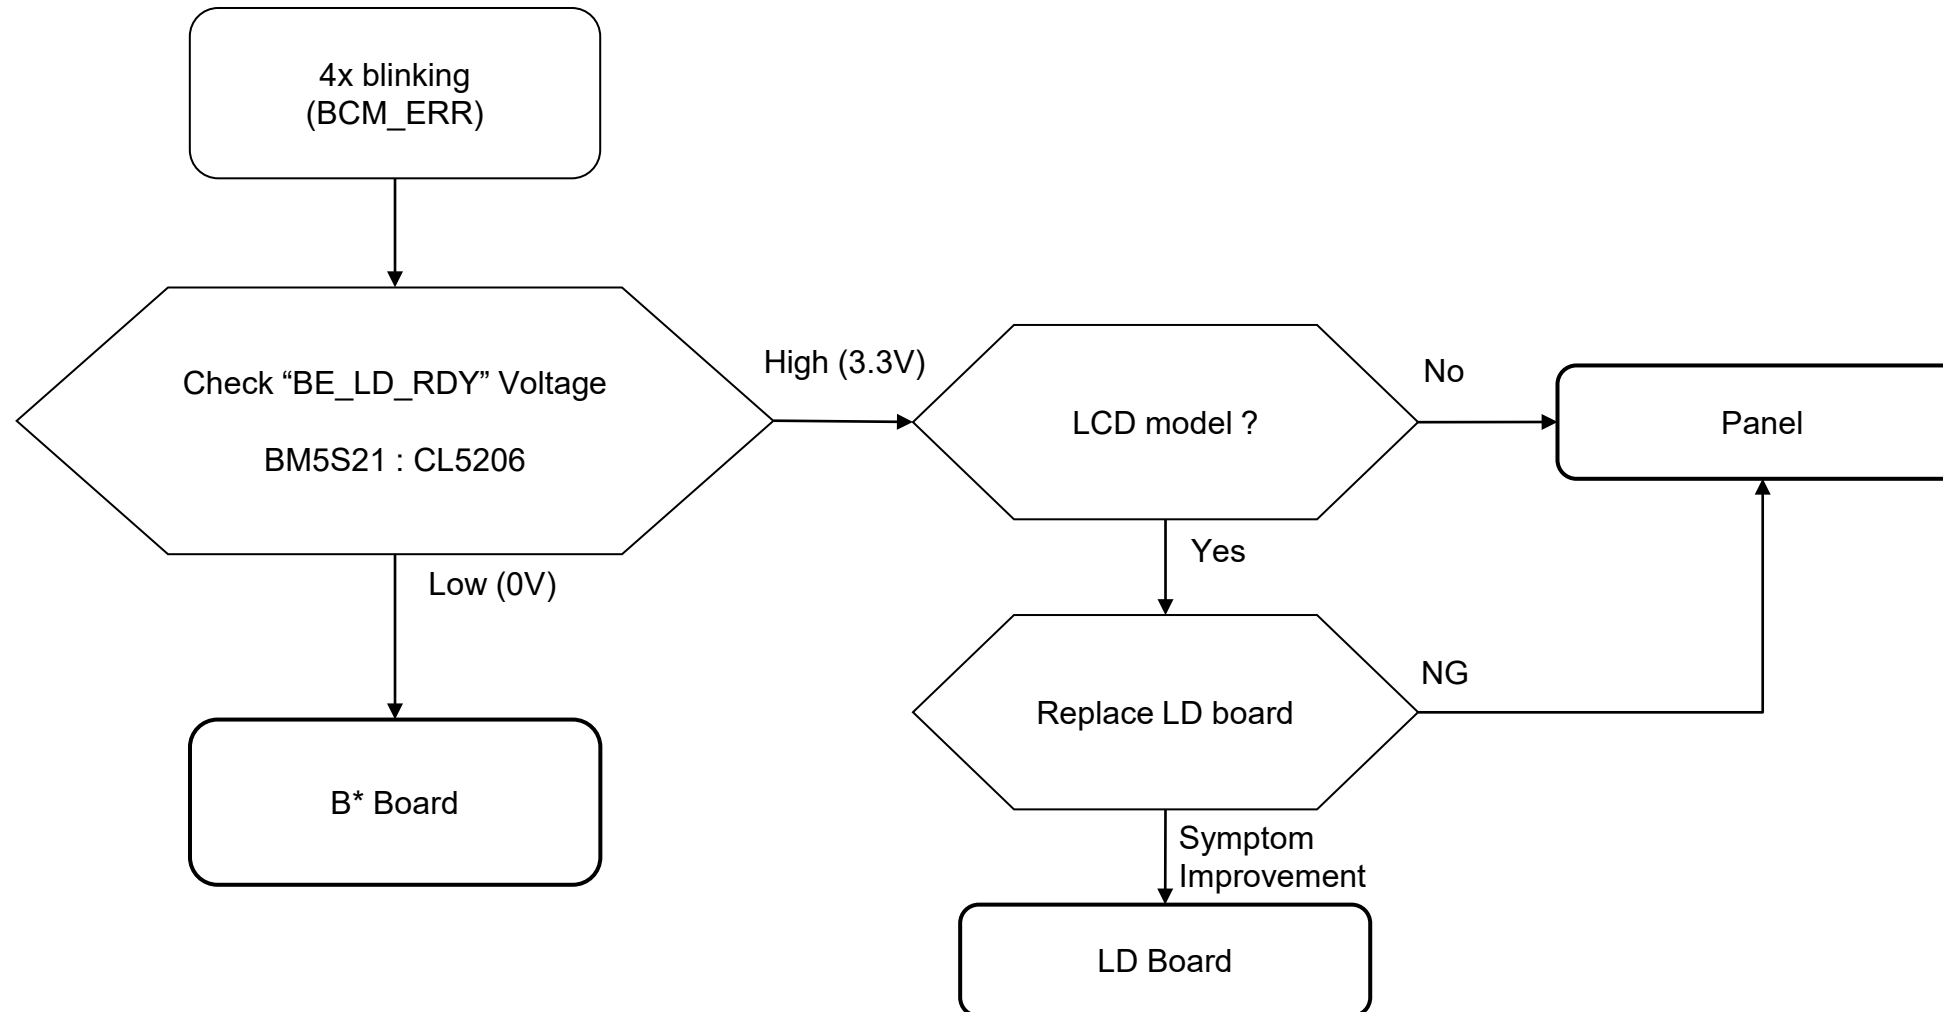 4x blinking
(BCM_ERR)
Check “BE_LD_RDY” Voltage
BM5S21 : CL5206
High (3.3V)
LCD model ?
No
Panel
Yes
Low (0V)
Replace LD board
NG
B* Board
Symptom
Improvement
LD Board